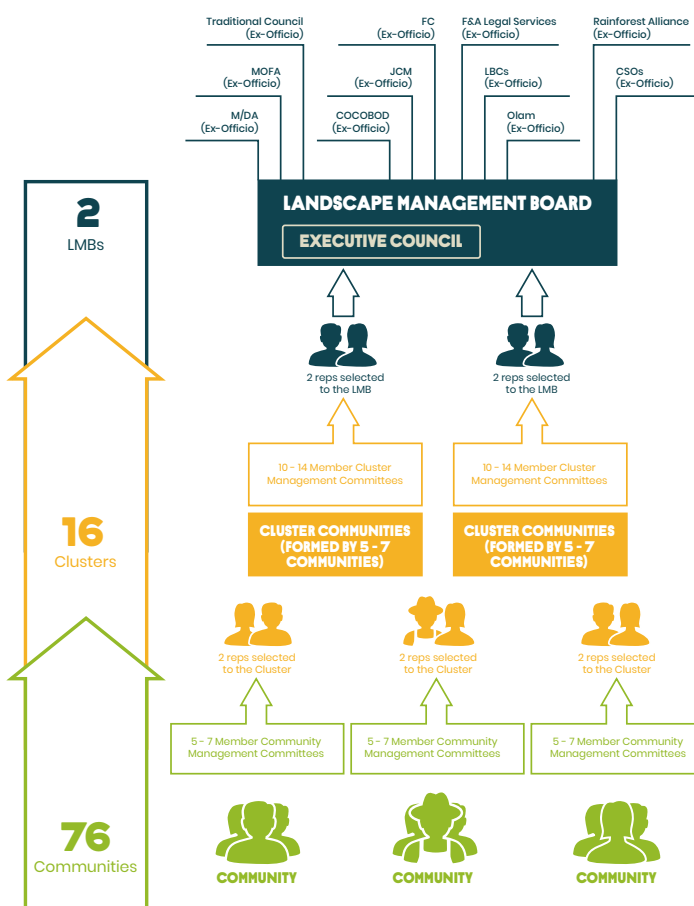 Traditional Council
(Ex-Officio)
FC
(Ex-Officio)
F&A Legal Services
(Ex-Officio)
Rainforest Alliance
(Ex-Officio)
MOFA
(Ex-Officio)
JCM
(Ex-Officio)
LBCs
(Ex-Officio)
CSOs
(Ex-Officio)
M/DA
(Ex-Officio)
COCOBOD
(Ex-Officio)
Olam
(Ex-Officio)
LANDSCAPE MANAGEMENT BOARD
EXECUTIVE COUNCIL
2
LMBs
2 reps selected
to the LMB
2 reps selected
to the LMB
10 - 14 Member Cluster
Management Committees
10 - 14 Member Cluster
Management Committees
CLUSTER COMMUNITIES
(FORMED BY 5 - 7
COMMUNITIES)
CLUSTER COMMUNITIES
(FORMED BY 5 - 7
COMMUNITIES)
16
Clusters
2 reps selected
to the Cluster
2 reps selected
to the Cluster
2 reps selected
to the Cluster
5 - 7 Member Community
Management Committees
5 - 7 Member Community
Management Committees
5 - 7 Member Community
Management Committees
76
Communities
COMMUNITY
COMMUNITY
COMMUNITY